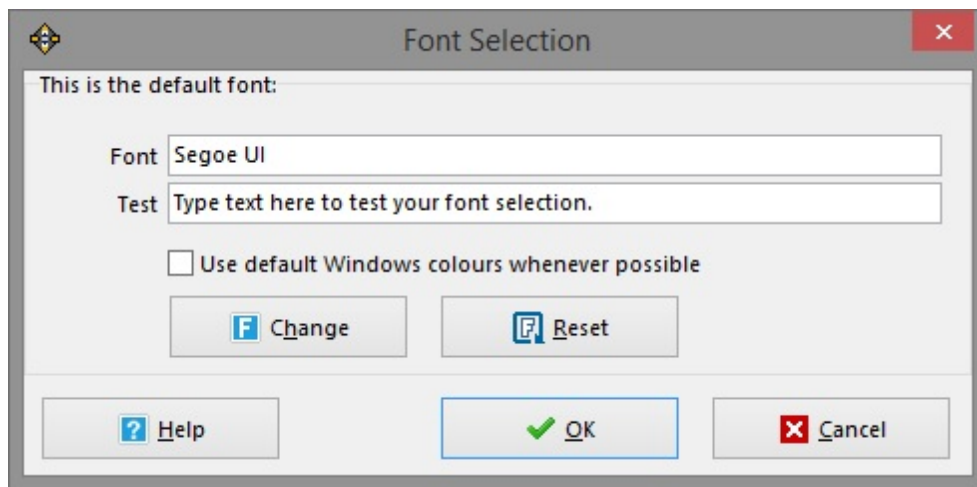 Font Selection
This is the default font:
Font Segoe UI
Test Type text here to test your font selection.
Use default Windows colours whenever possible
Change Reset
Help OK Cancel